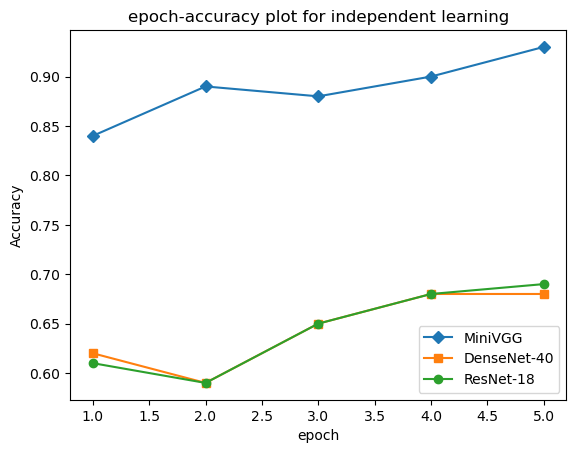 epoch-accuracy plot for independent learning
Accuracy
0.90
0.85
0.80
0.75
0.70
0.65
0.60
MiniVGG
DenseNet-40
ResNet-18
1.0 1.5 2.0 2.5 3.0 3.5 4.0 4.5 5.0
epoch